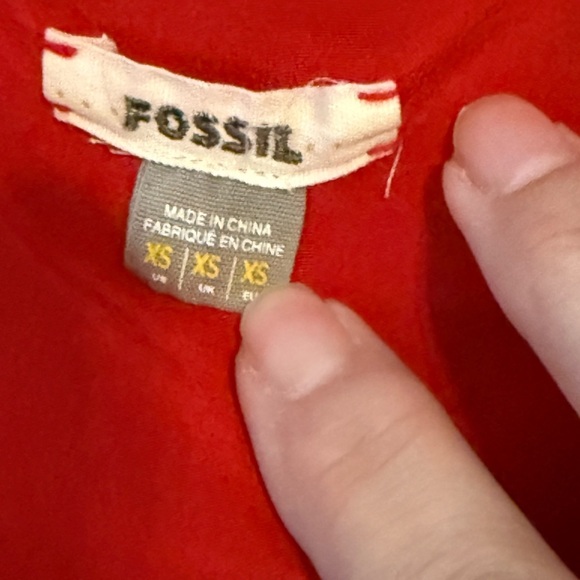 FOSSIL
MADE IN CHINA
FABRIQUÉ EN CHINE
XS XS XS
US UK EU